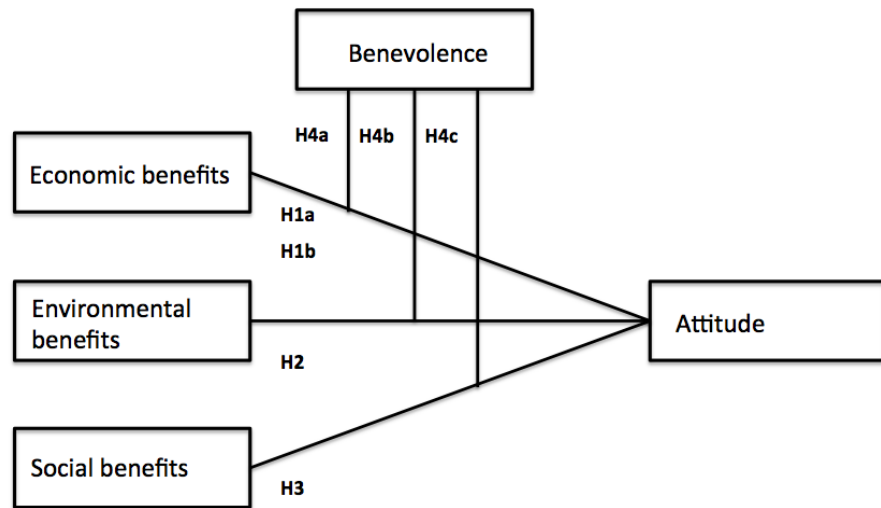 Benevolence
H4a
H4b
H4c
Economic benefits
H1a
H1b
Environmental
benefits
Attitude
H2
Social benefits
H3